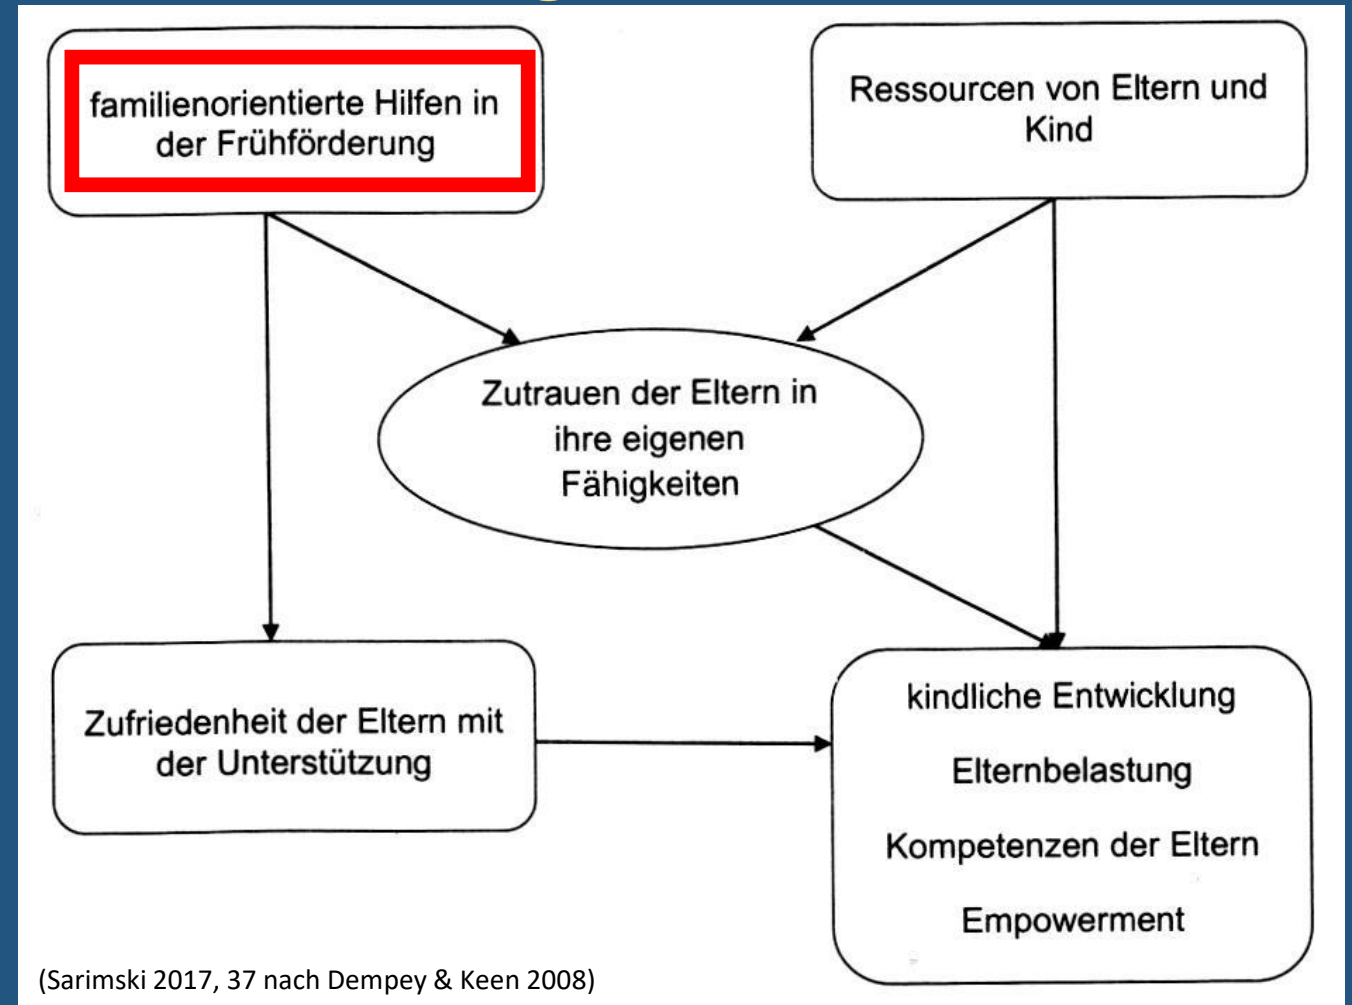 familienorientierte Hilfen in
der Frühförderung
Ressourcen von Eltern und
Kind
Zutrauen der Eltern in
ihre eigenen
Fähigkeiten
Zufriedenheit der Eltern mit
der Unterstützung
kindliche Entwicklung
Elternbelastung
Kompetenzen der Eltern
Empowerment
(Sarimski 2017, 37 nach Dempey & Keen 2008)